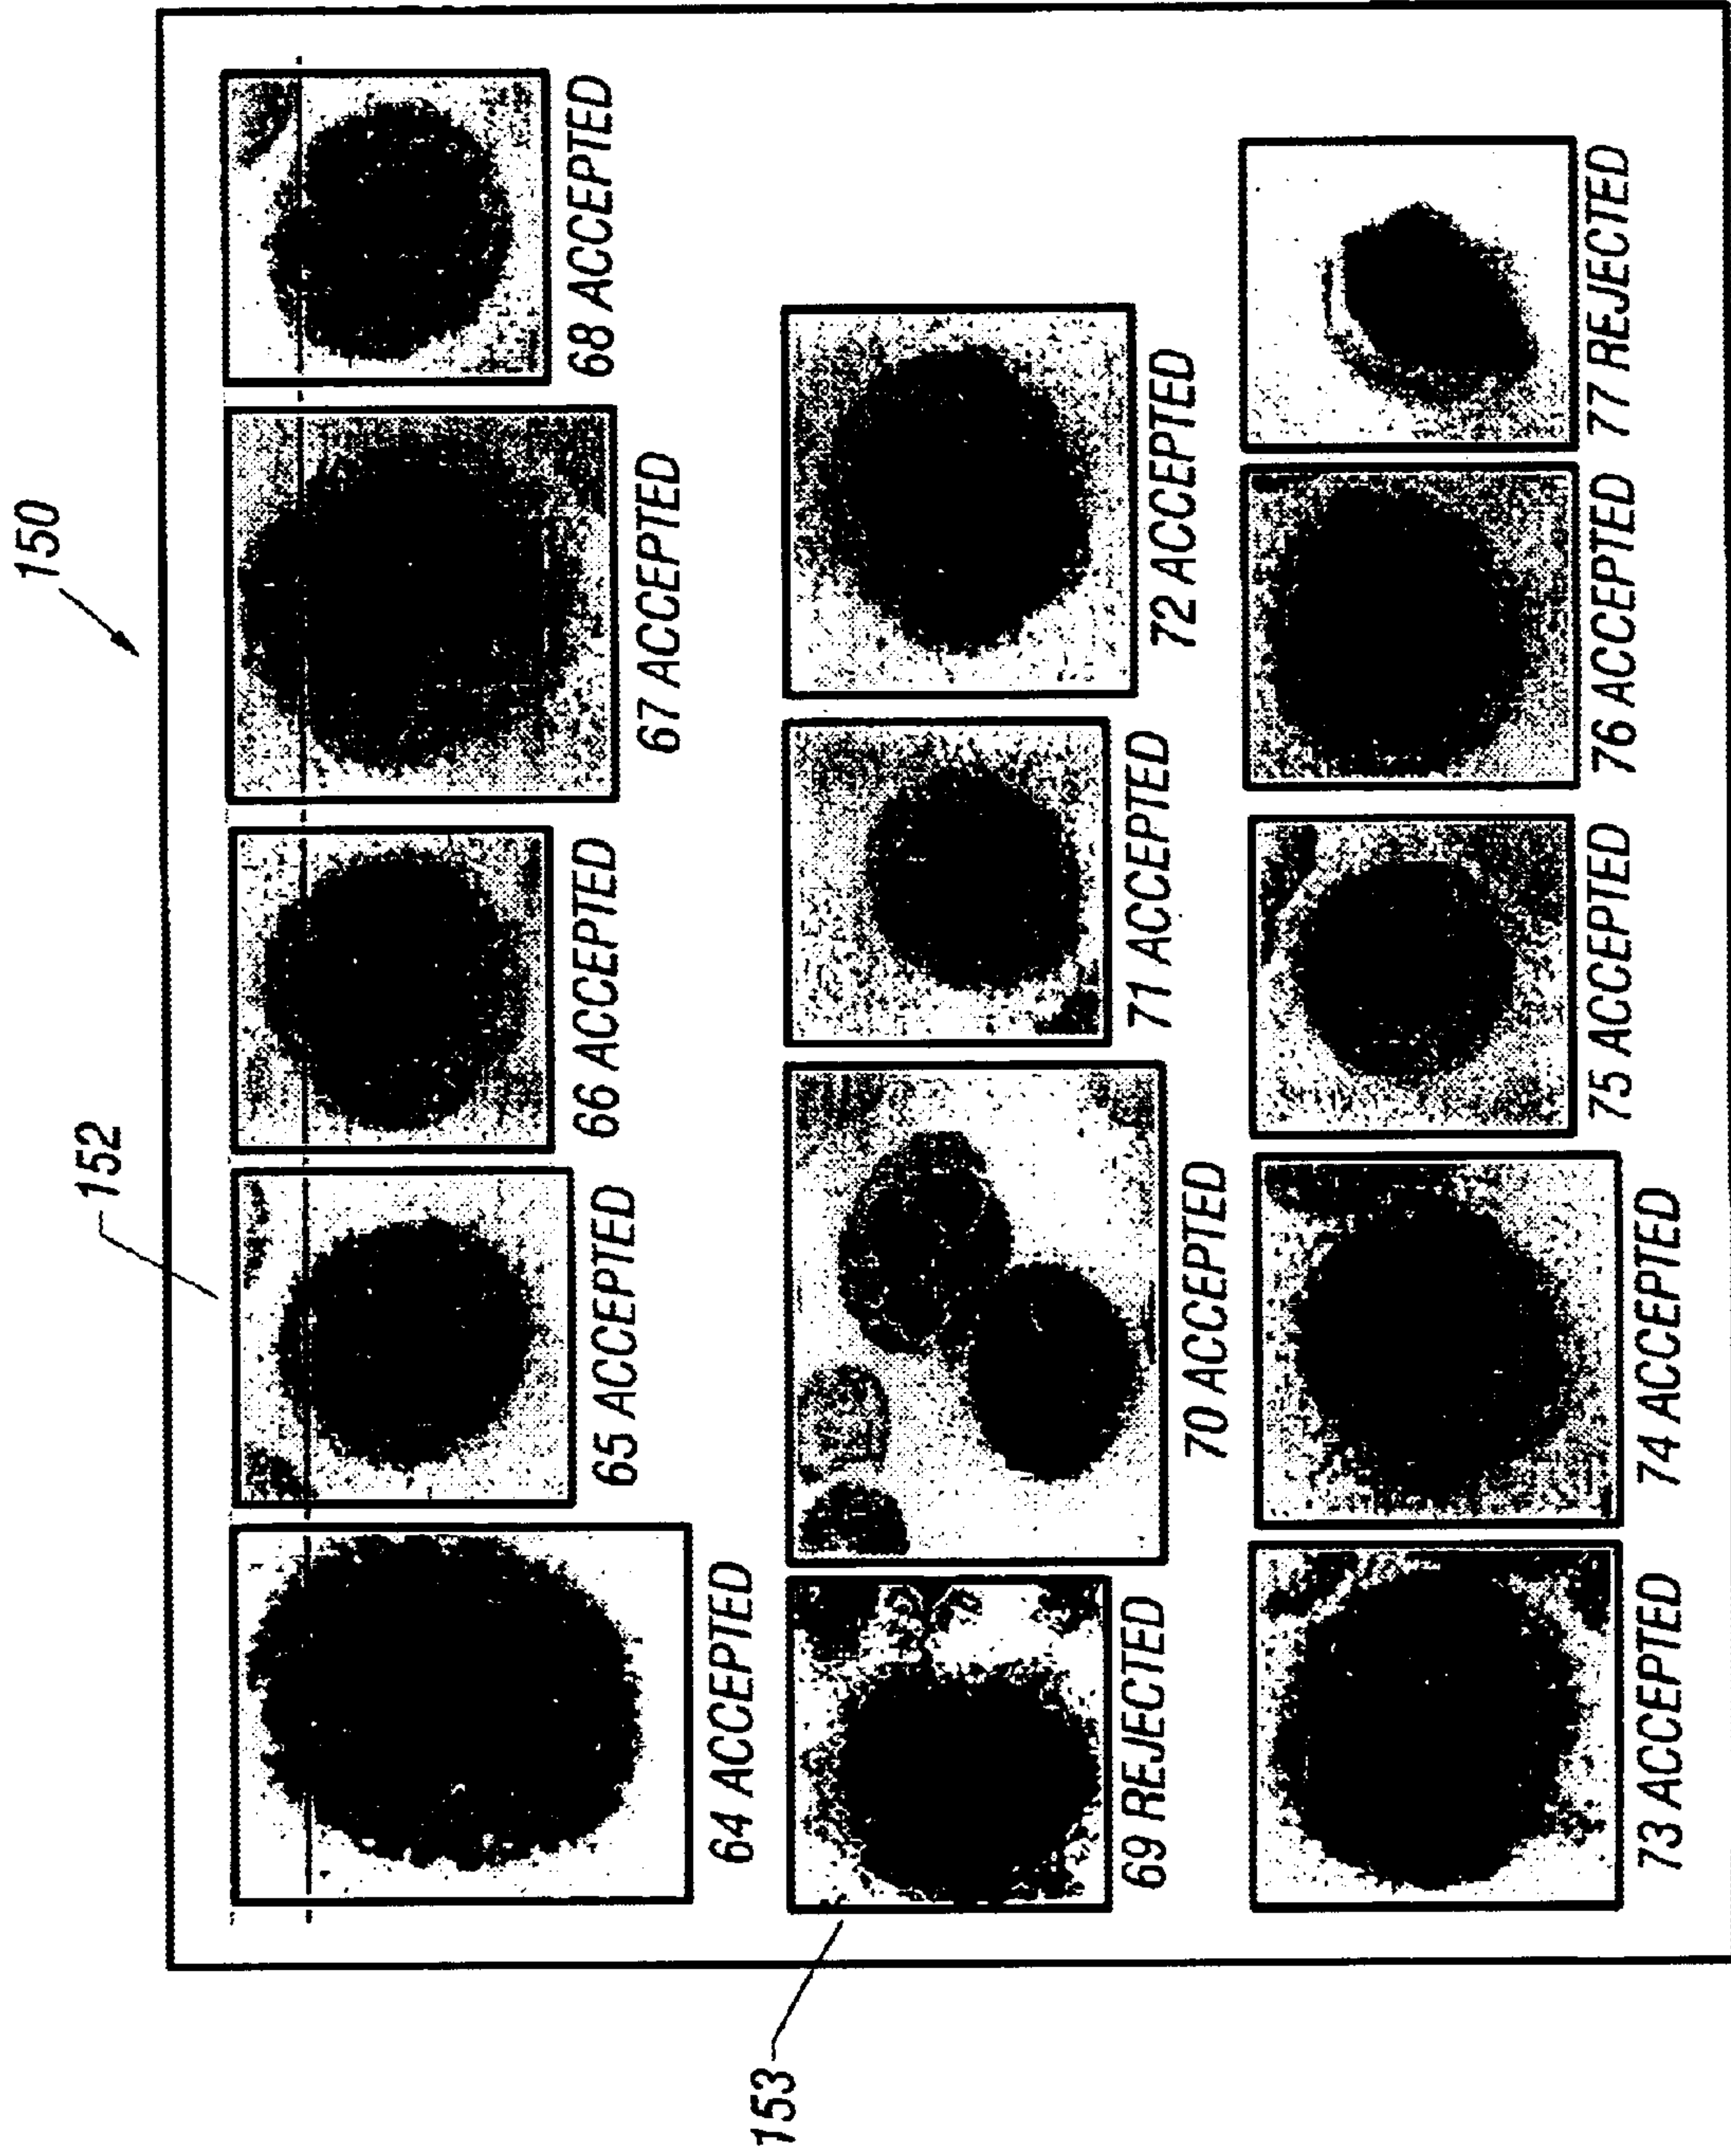 150
152
64 ACCEPTED
65 ACCEPTED
66 ACCEPTED
67 ACCEPTED
68 ACCEPTED
153
69 REJECTED
70 ACCEPTED
71 ACCEPTED
72 ACCEPTED
73 ACCEPTED
74 ACCEPTED
75 ACCEPTED
76 ACCEPTED
77 REJECTED